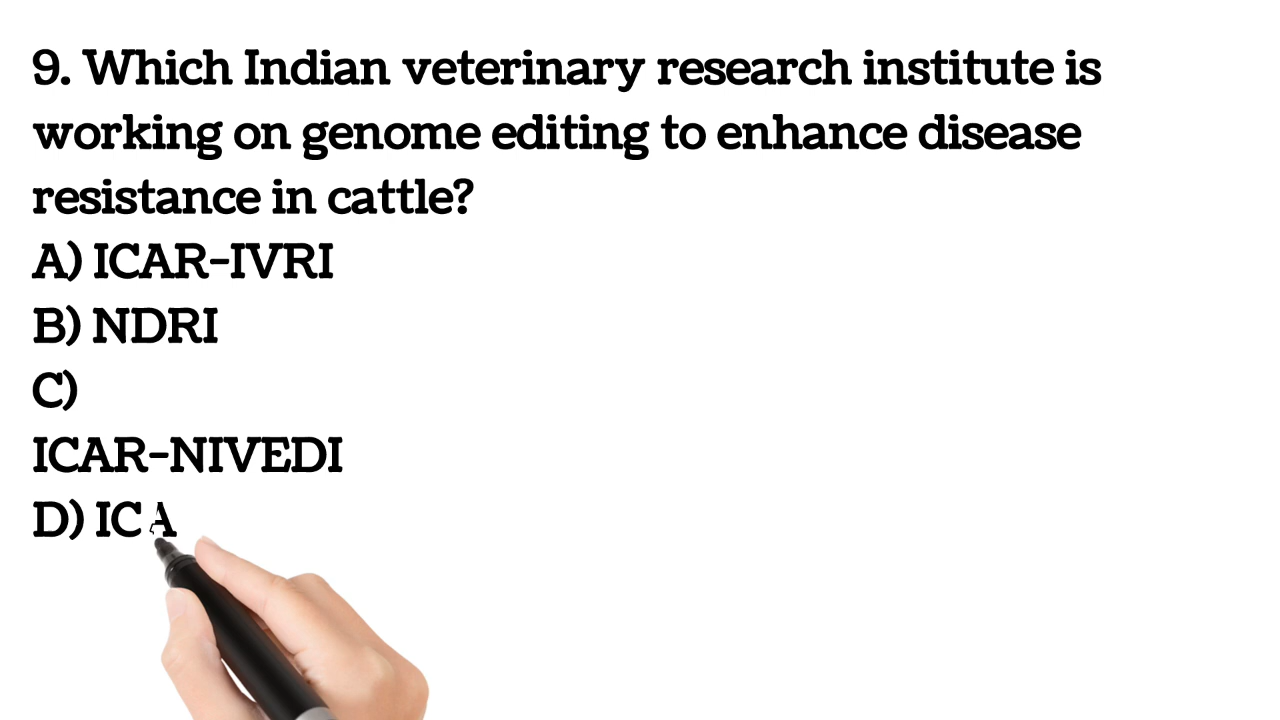 9. Which Indian veterinary research institute is
working on genome editing to enhance disease
resistance in cattle?
A) ICAR-IVRI
B) NDRI
C)
ICAR-NIVEDI
D) ICA